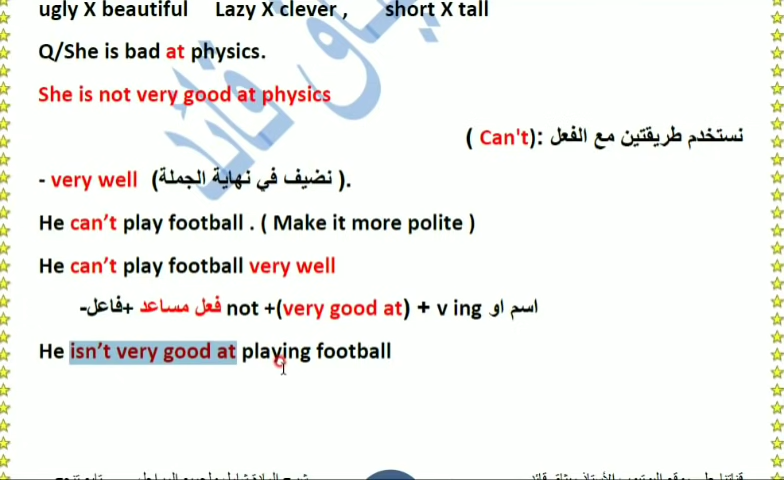 ugly X beautiful Lazy X clever , short X tall
Q/She is bad at physics.
She is not very good at physics
نستخدم طريقتين مع الفعل :(Can't )
- very well (نضيف في نهاية الجملة ).
He can’t play football . ( Make it more polite )
He can’t play football very well
-فاعل+ فعل مساعد not +(very good at) + v ing اسم او
He isn’t very good at playing football